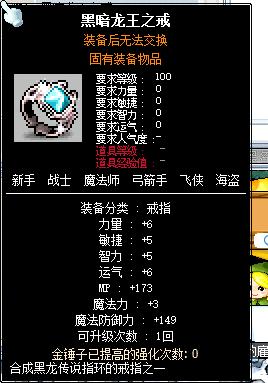 黑暗龙王之戒
装备后无法交换
固有装备物品
要求等级： 100
要求力量： 0
要求敏捷： 0
要求智力： 0
要求运气： 0
要求人气度： -
道具等级： -
道具经验值： -
新手 战士 魔法师 弓箭手 飞侠 海盗
装备分类 ： 戒指
力量 ： +6
敏捷 ： +5
智力 ： +5
运气 ： +6
MP ： +173
魔法力 ： +3
魔法防御力 ： +149
可升级次数 ： 1回
金锤子已提高的强化次数: 0
合成黑龙传说指环的戒指之一